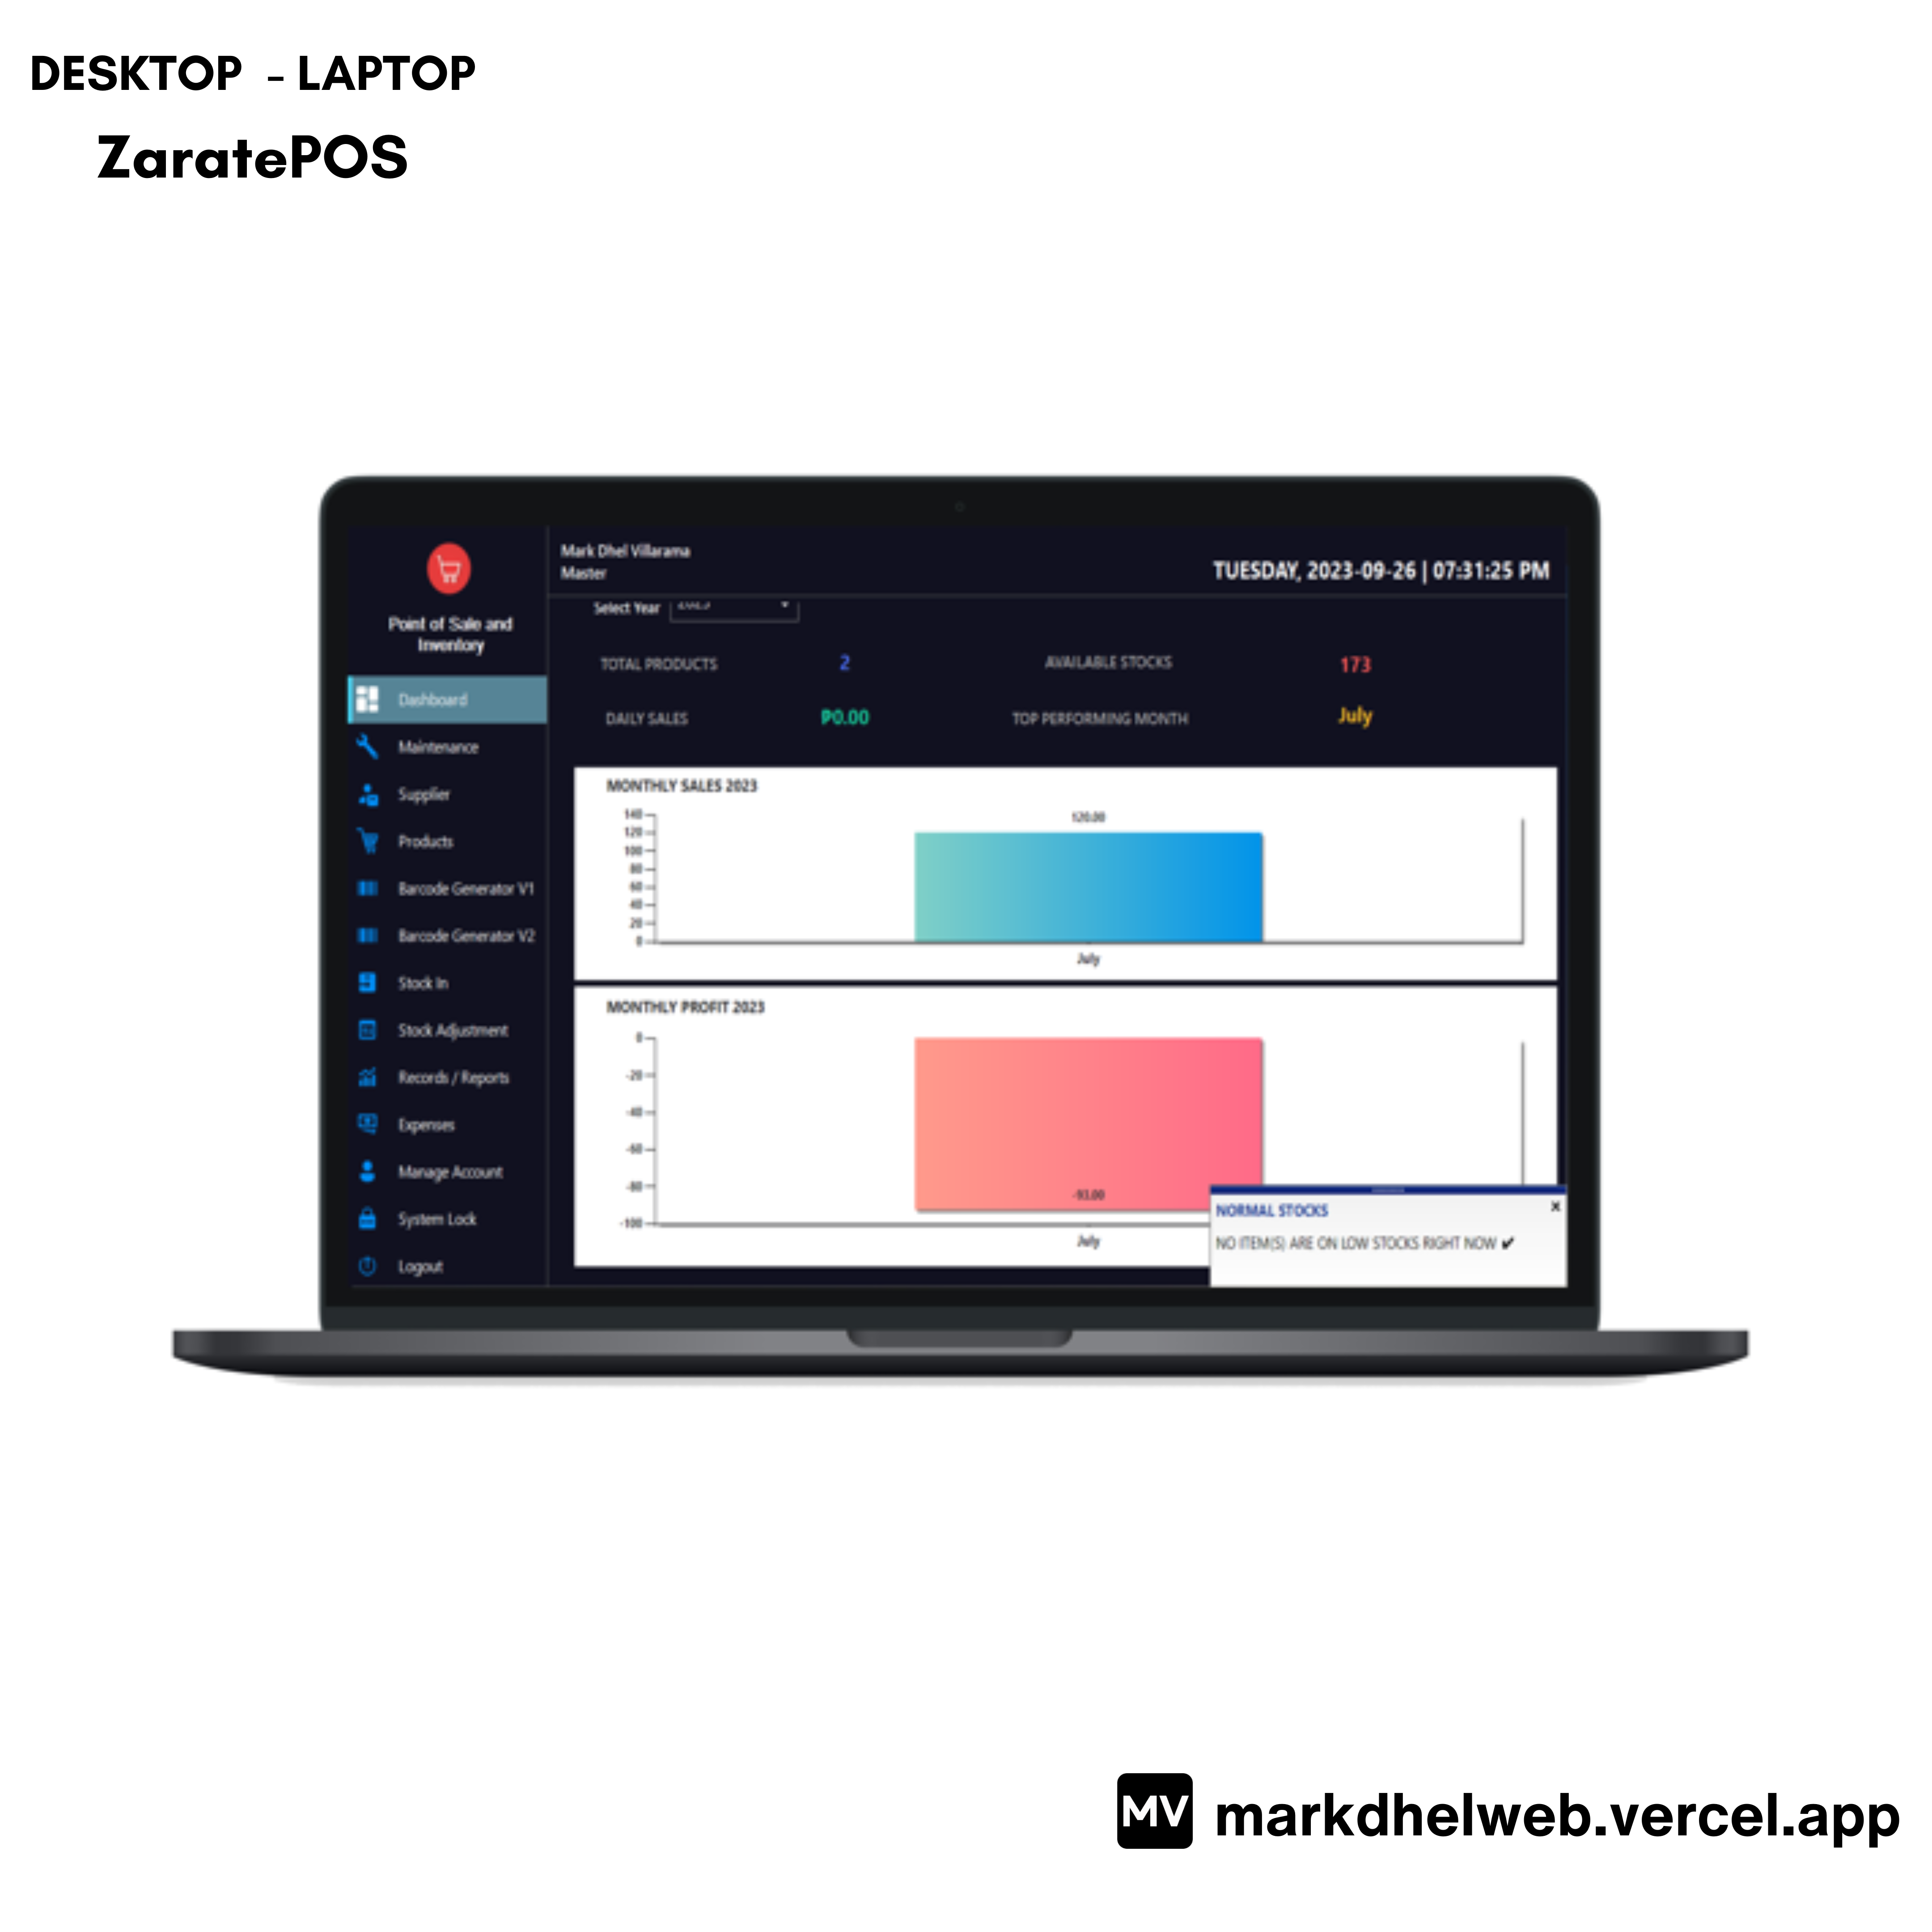 DESKTOP - LAPTOP
ZaratePOS
Point of Sale and
Inventory
Dashboard
Maintenance
Supplier
Products
Barcode Generator V1
Barcode Generator V2
Stock In
Stock Adjustment
Records / Reports
Expenses
Manage Account
System Lock
Logout
Mark Dhel Villarama
Master
TUESDAY, 2023-09-26 | 07:31:25 PM
Select Year 2023
TOTAL PRODUCTS 2 AVAILABLE STOCKS 173
DAILY SALES ₱0.00 TOP PERFORMING MONTH July
MONTHLY SALES 2023
140
120
100
80
60
40
20
0
120.00
July
MONTHLY PROFIT 2023
0
-20
-40
-60
-80
-100
-93.00
July
NORMAL STOCKS x
NO ITEM(S) ARE ON LOW STOCKS RIGHT NOW ✔
MV markdhelweb.vercel.app